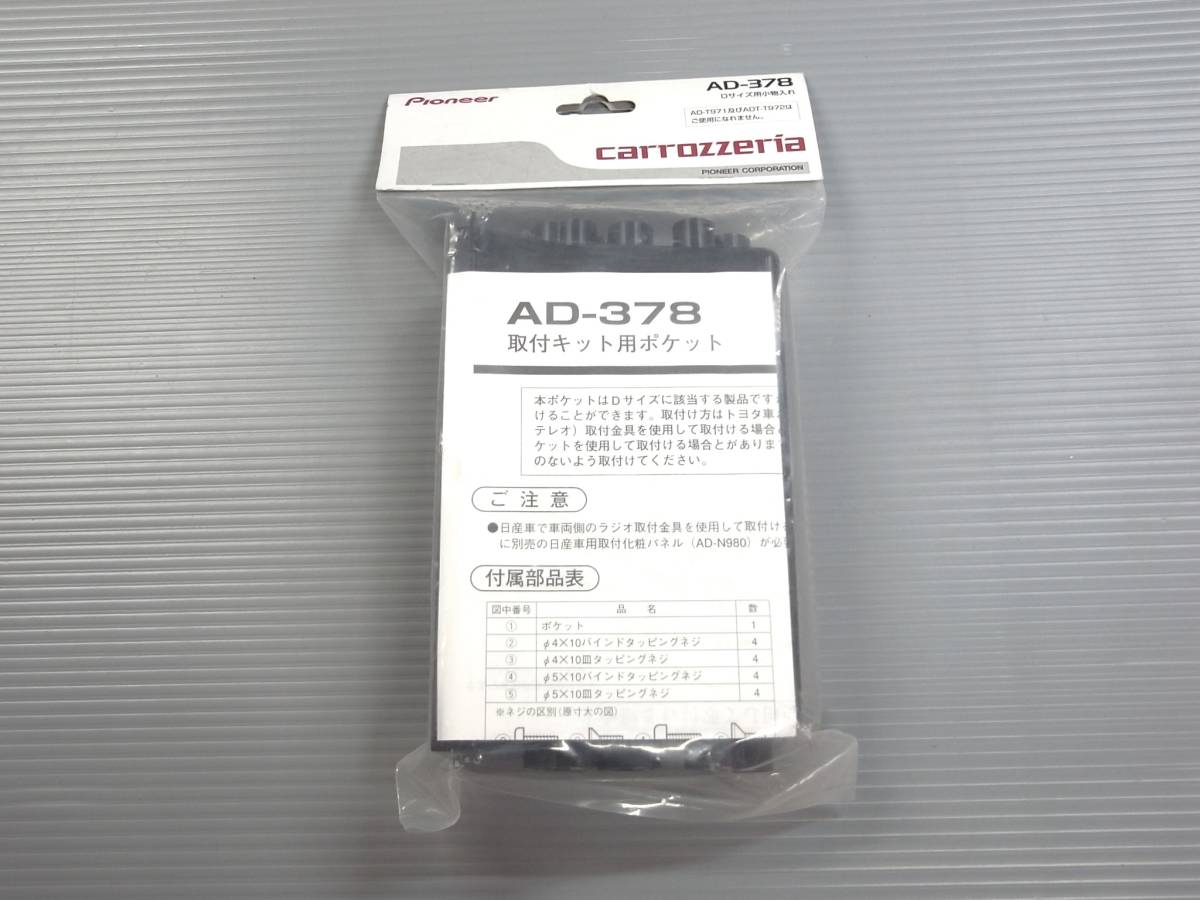 Pioneer
AD-378
Dサイズ用小物入れ
AD-T971及びADT-T972は
ご使用になれません。
carrozzeria
PIONEER CORPORATION
AD-378
取付キット用ポケット
本ポケットはDサイズに該当する製品です
けることができます。取付け方はトヨタ車
テレオ）取付金具を使用して取付ける場合
ケットを使用して取付ける場合とがありま
のないよう取付けてください。
ご注意
●日産車で車両側のラジオ取付金具を使用して取付け
に別売の日産車用取付化粧パネル（AD-N980）が必
付属部品表
図中番号 品 名 数
① ポケット 1
② φ4×10バインドタッピングネジ 4
③ φ4×10皿タッピングネジ 4
④ φ5×10バインドタッピングネジ 4
⑤ φ5×10皿タッピングネジ 4
※ネジの区別（原寸大の図）